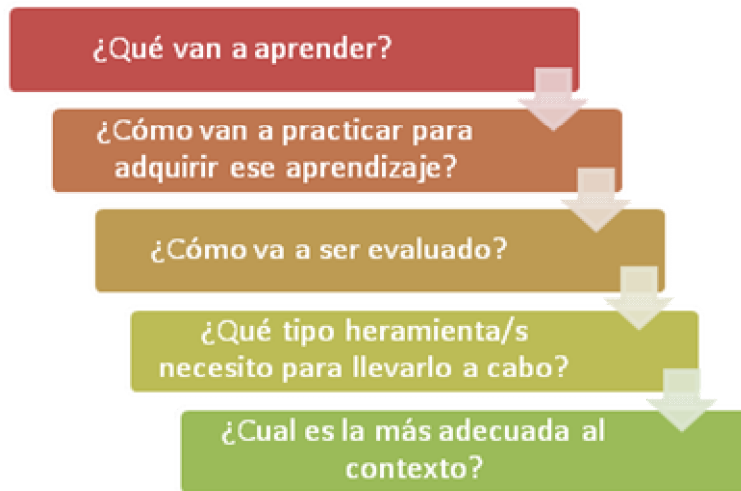 ¿Qué van a aprender?
¿Cómo van a practicar para
adquirir ese aprendizaje?
¿Cómo va a ser evaluado?
¿Qué tipo heramienta/s
necesito para llevarlo a cabo?
¿Cual es la más adecuada al
contexto?